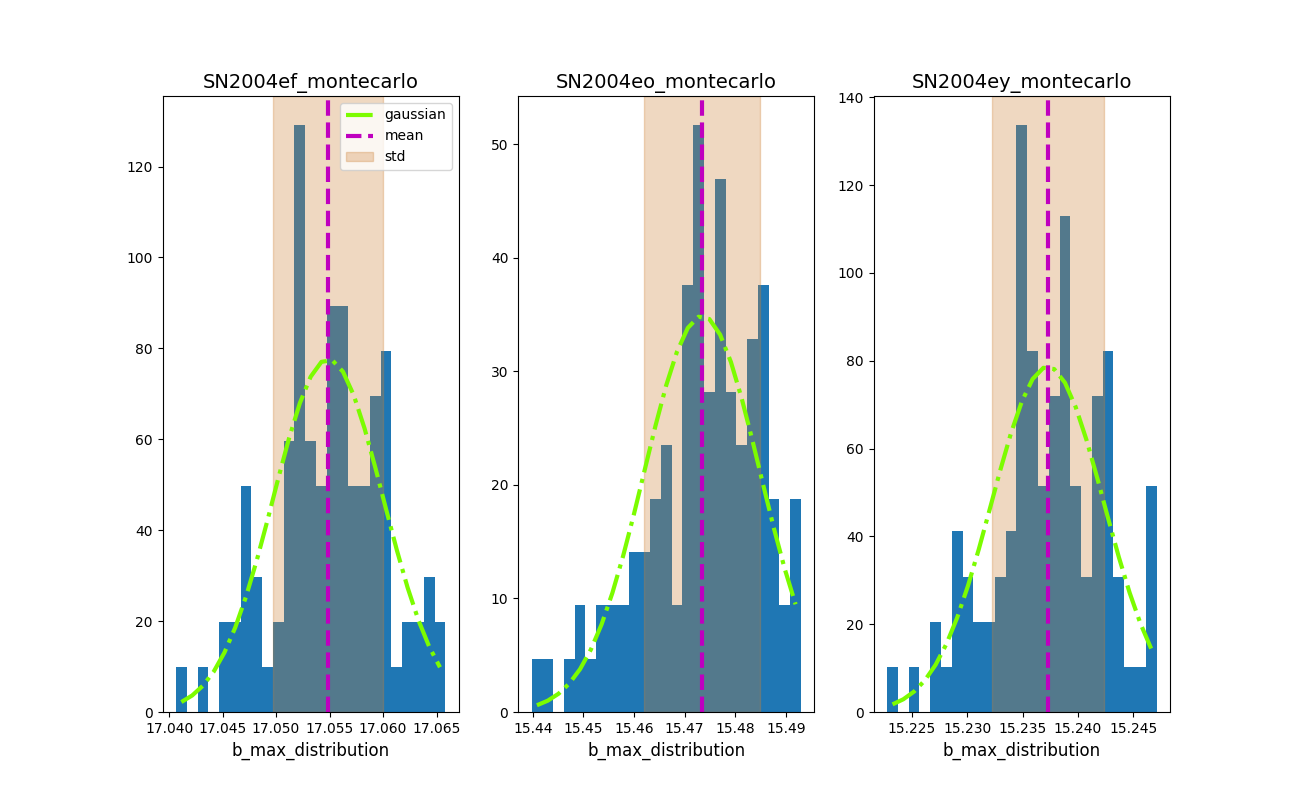 SN2004ef_montecarlo
gaussian
mean
std
120
100
80
60
40
20
0
17.040 17.045 17.050 17.055 17.060 17.065
b_max_distribution
SN2004eo_montecarlo
50
40
30
20
10
0
15.44 15.45 15.46 15.47 15.48 15.49
b_max_distribution
SN2004ey_montecarlo
140
120
100
80
60
40
20
0
15.225 15.230 15.235 15.240 15.245
b_max_distribution